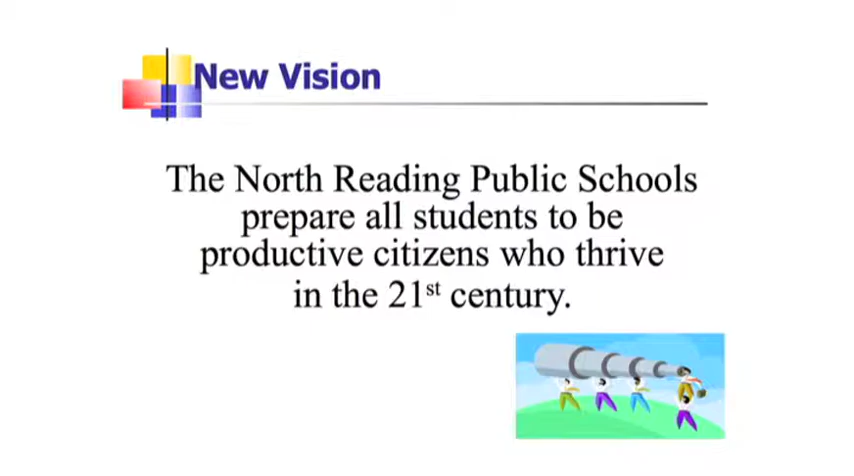 New Vision
The North Reading Public Schools
prepare all students to be
productive citizens who thrive
in the 21st century.